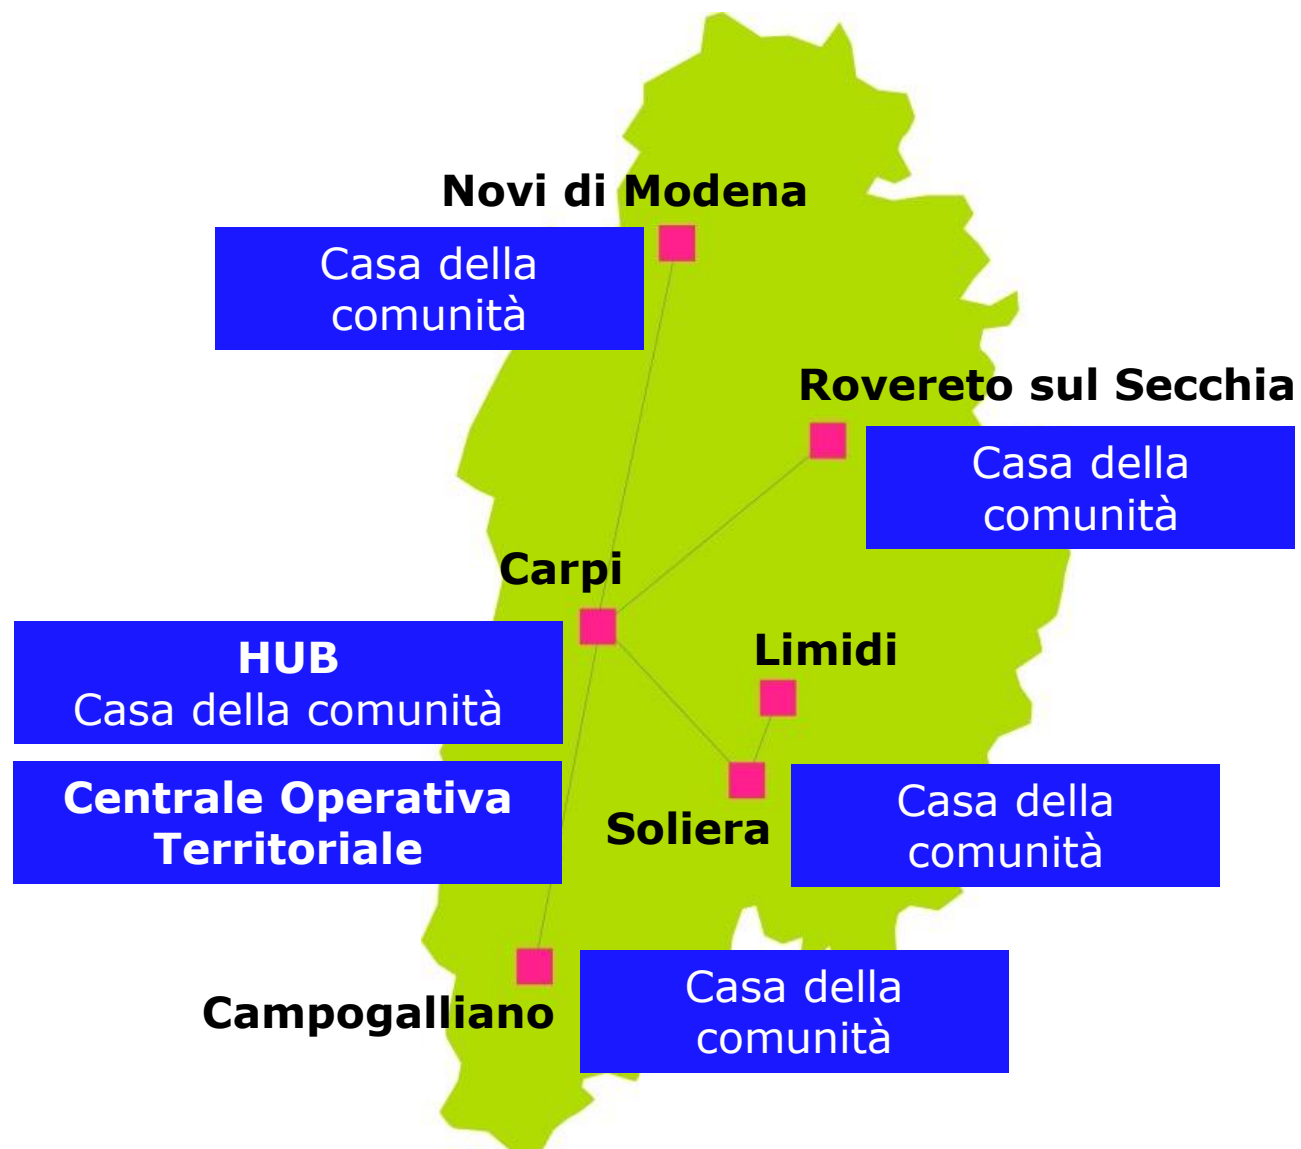 Novi di Modena
Casa della
comunità
Rovereto sul Secchia
Casa della
comunità
Carpi
HUB
Casa della comunità
Limidi
Centrale Operativa
Territoriale
Soliera
Casa della
comunità
Campogalliano
Casa della
comunità